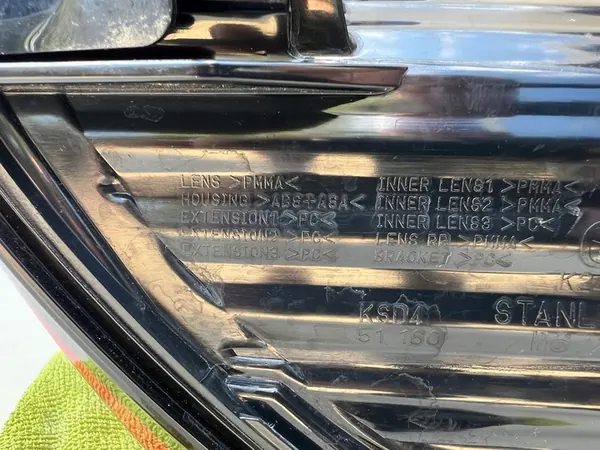 LENS >PMMA< INNER LENS1 >PMMA<
HOUSING >ABS+ASA< INNER LENS2 >PMMA<
EXTENSION1 >PC< INNER LENS3 >PC<
EXTENSION2 >PC< LENS RR >PMMA<
EXTENSION3 >PC< BRACKET >PC<
KSD4 STANL